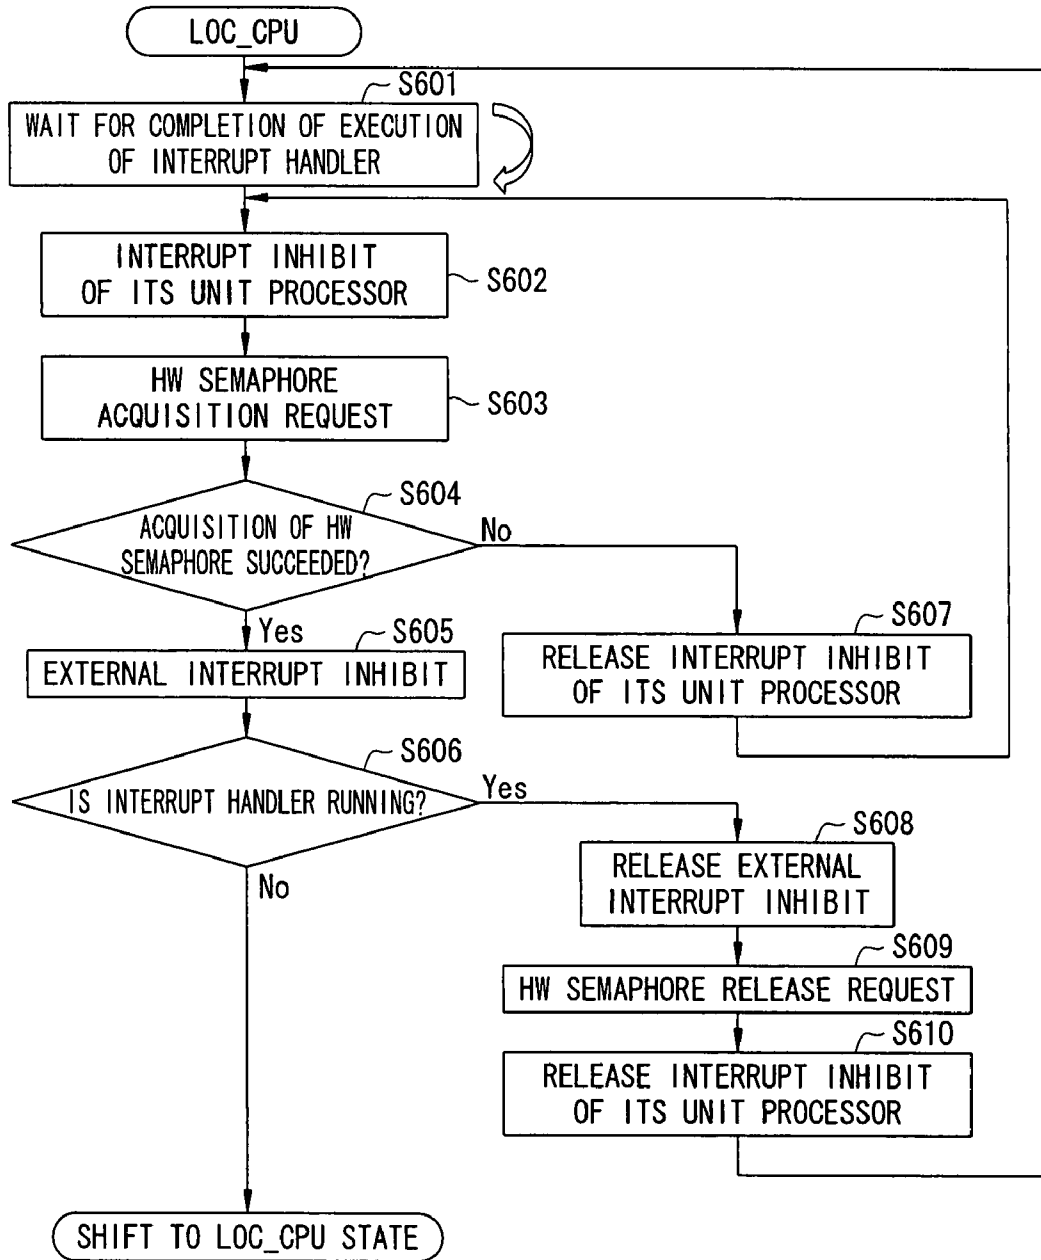 LOC_CPU
S601
WAIT FOR COMPLETION OF EXECUTION
OF INTERRUPT HANDLER
INTERRUPT INHIBIT
OF ITS UNIT PROCESSOR
S602
HW SEMAPHORE
ACQUISITION REQUEST
S603
S604
ACQUISITION OF HW
SEMAPHORE SUCCEEDED?
No
Yes
S605
EXTERNAL INTERRUPT INHIBIT
S607
RELEASE INTERRUPT INHIBIT
OF ITS UNIT PROCESSOR
S606
IS INTERRUPT HANDLER RUNNING?
Yes
No
S608
RELEASE EXTERNAL
INTERRUPT INHIBIT
S609
HW SEMAPHORE RELEASE REQUEST
S610
RELEASE INTERRUPT INHIBIT
OF ITS UNIT PROCESSOR
SHIFT TO LOC_CPU STATE